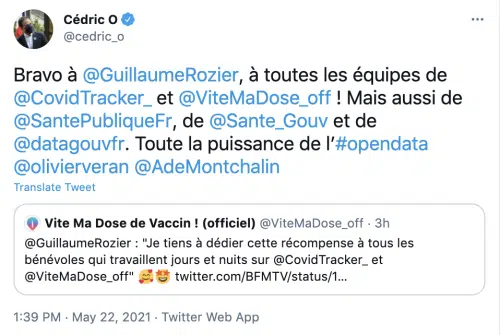 Cédric O
@cedric_o
Bravo à @GuillaumeRozier, à toutes les équipes de
@CovidTracker_ et @ViteMaDose_off ! Mais aussi de
@SantePubliqueFr, de @Sante_Gouv et de
@datagouvfr. Toute la puissance de l’#opendata
@olivierveran @AdeMontchalin
Translate Tweet
Vite Ma Dose de Vaccin ! (officiel) @ViteMaDose_off · 3h
@GuillaumeRozier : "Je tiens à dédier cette récompense à tous les
bénévoles qui travaillent jours et nuits sur @CovidTracker_ et
@ViteMaDose_off" 🥰🤩 twitter.com/BFMTV/status/1…
1:39 PM · May 22, 2021 · Twitter Web App